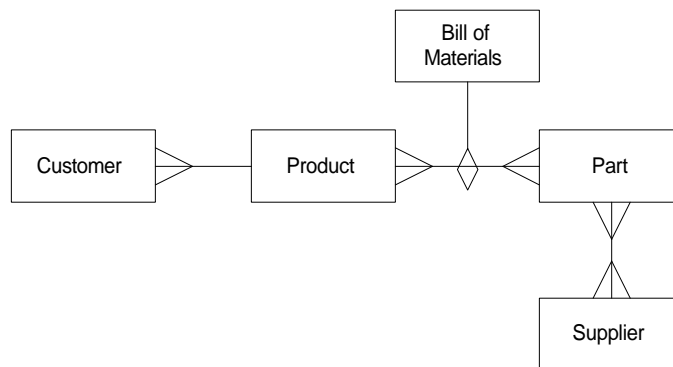 Bill of
Materials
Customer
Product
Part
Supplier